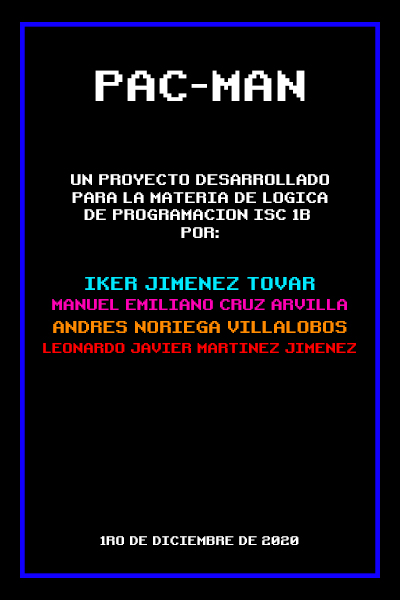 PAC-MAN
UN PROYECTO DESARROLLADO
PARA LA MATERIA DE LOGICA
DE PROGRAMACION ISC 1B
POR:
IKER JIMENEZ TOVAR
MANUEL EMILIANO CRUZ ARVILLA
ANDRES NORIEGA VILLALOBOS
LEONARDO JAVIER MARTINEZ JIMENEZ
1RO DE DICIEMBRE DE 2020